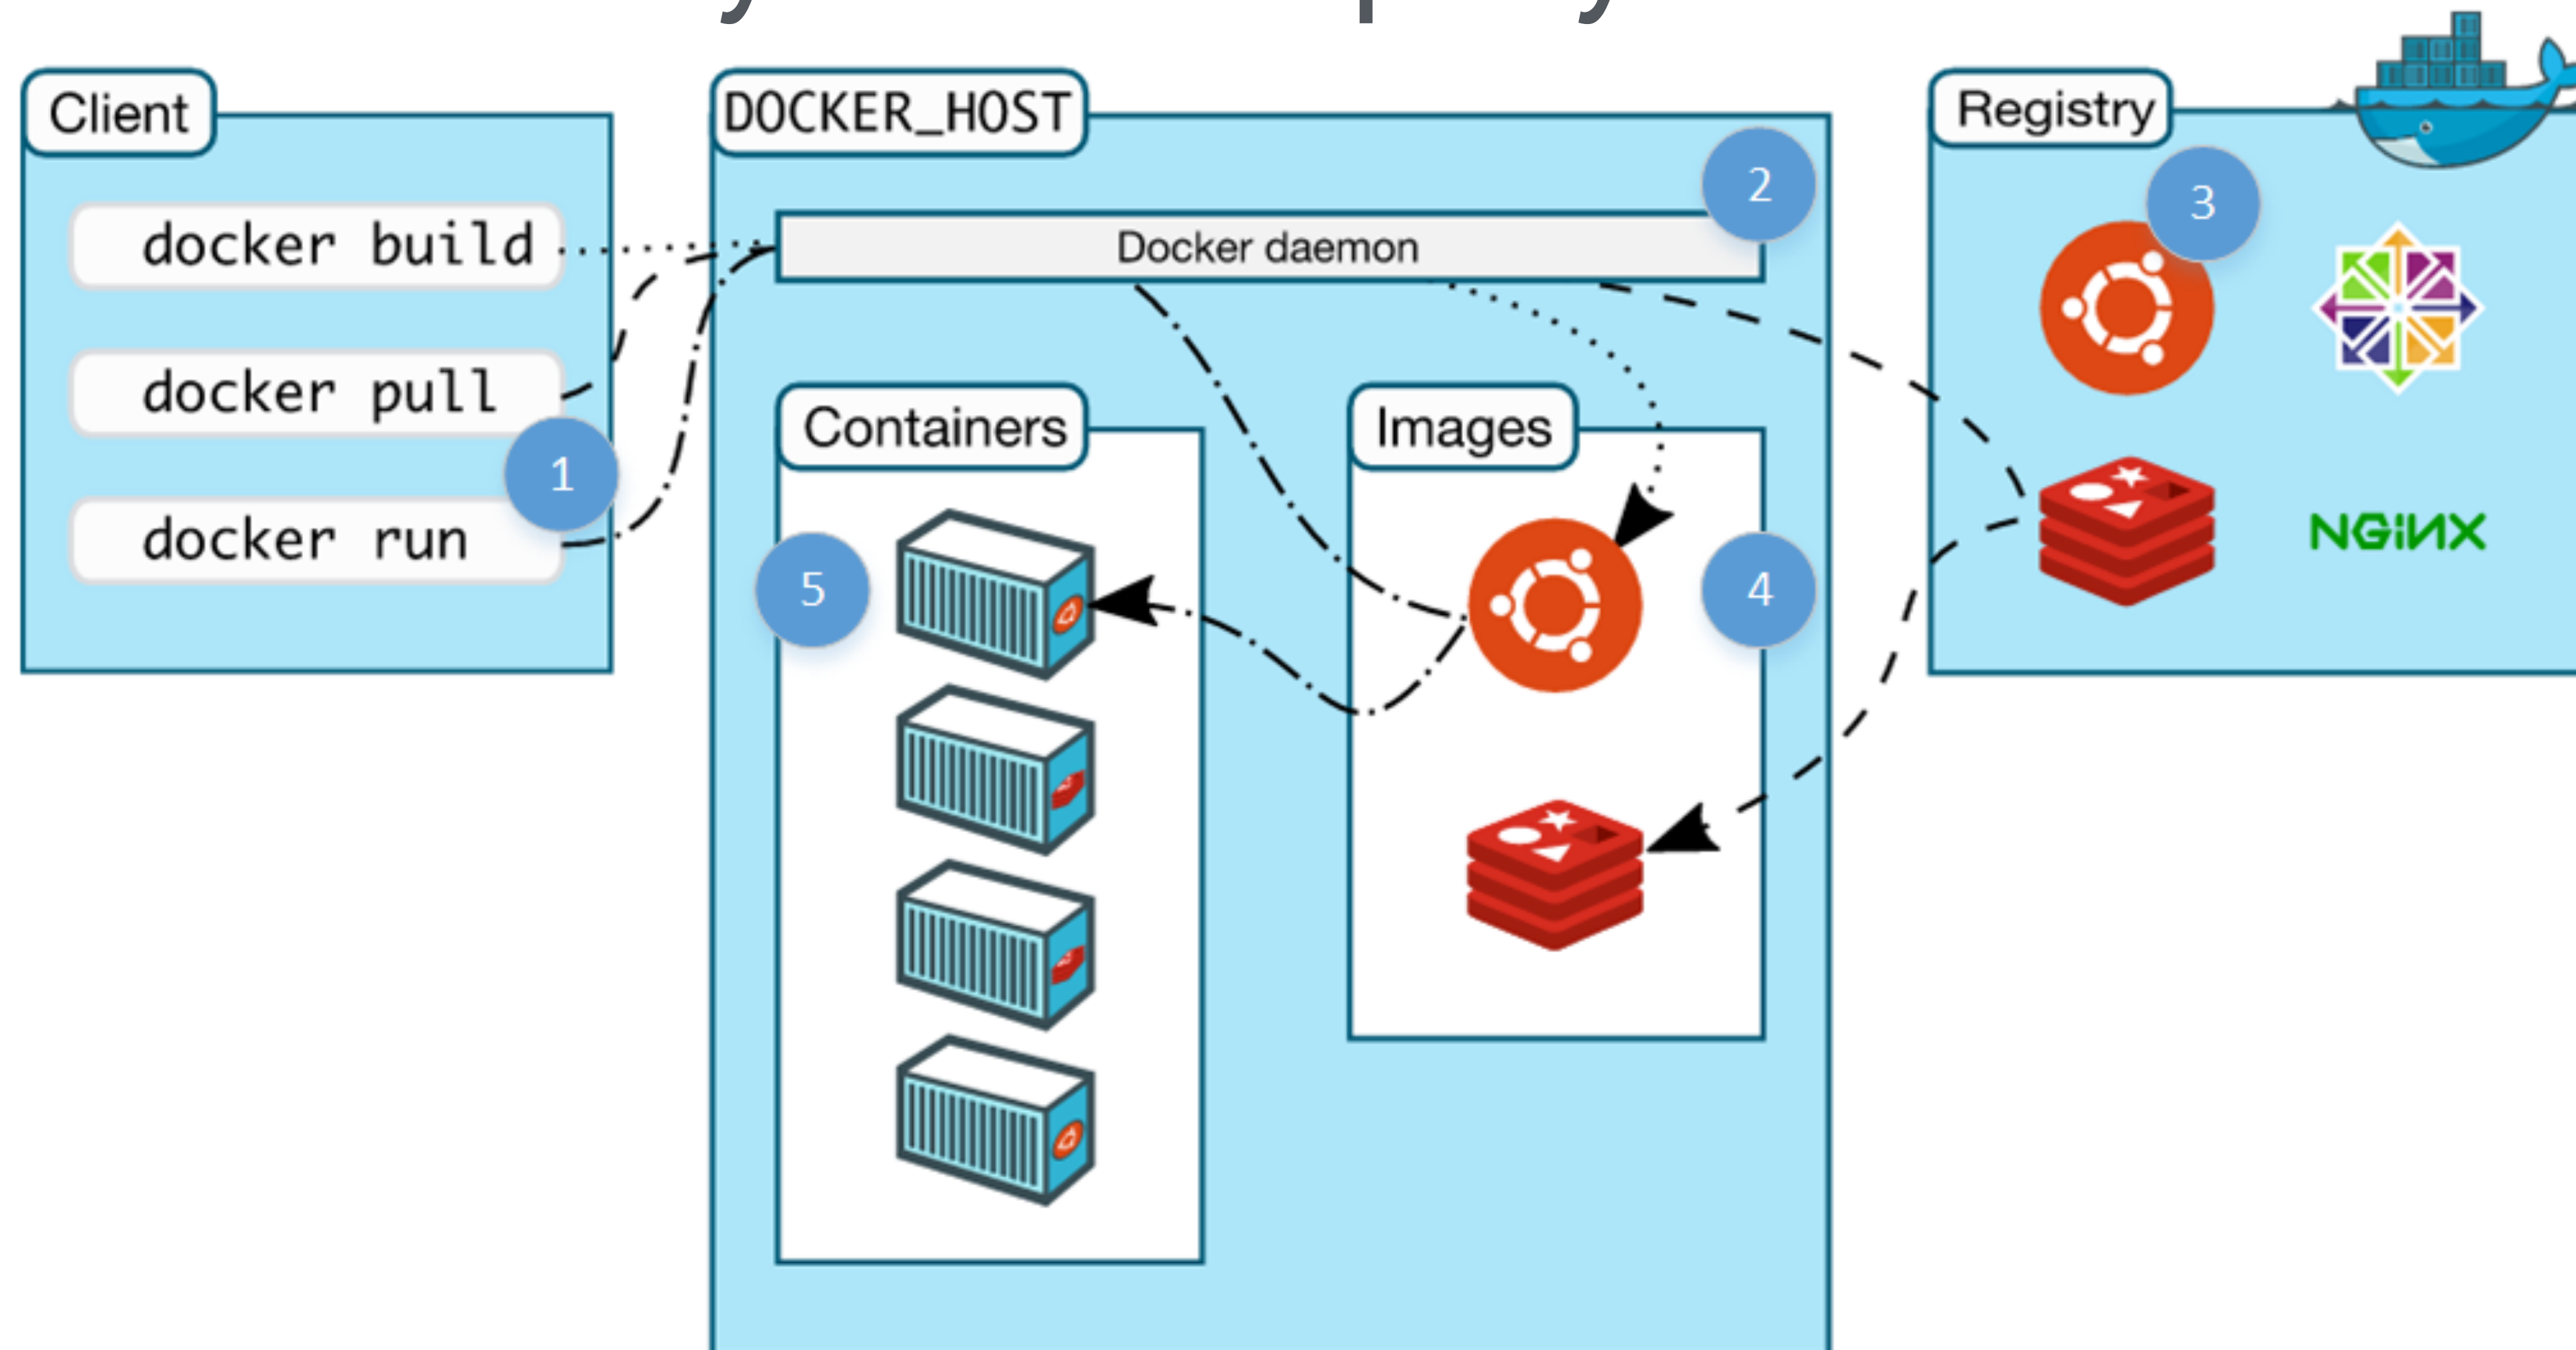 Client
docker build
docker pull
1
docker run
DOCKER_HOST
2
Docker daemon
Containers
5
Images
4
Registry
3
NGiNX